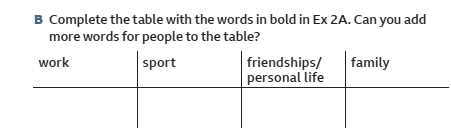 B Complete the table with the words in bold in Ex 2A. Can you add
more words for people to the table?
work sport friendships/ family
personal life